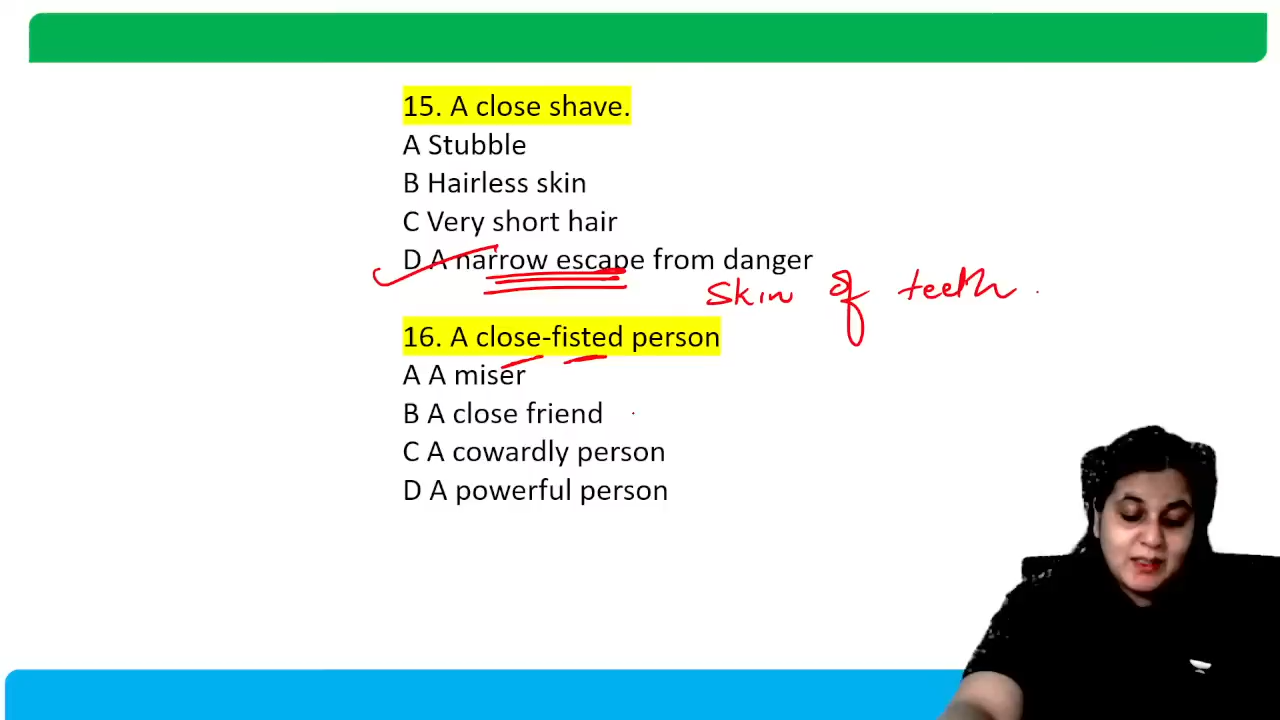 15. A close shave.
A Stubble
B Hairless skin
C Very short hair
D A narrow escape from danger
Skin of teeth
16. A close-fisted person
A A miser
B A close friend
C A cowardly person
D A powerful person